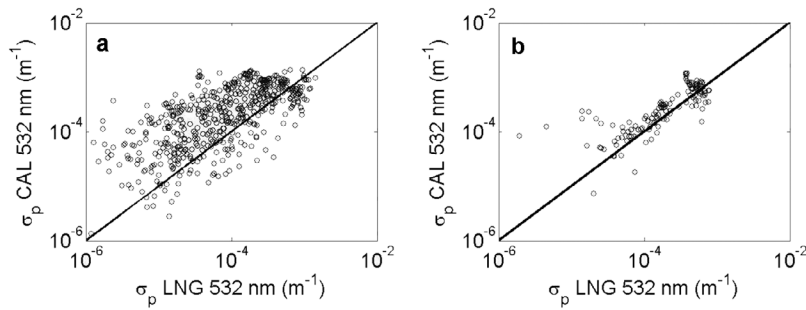 a
10⁻²
10⁻⁴
10⁻⁶
σp CAL 532 nm (m⁻¹)
10⁻⁶
10⁻⁴
10⁻²
σp LNG 532 nm (m⁻¹)
b
10⁻²
10⁻⁴
10⁻⁶
σp CAL 532 nm (m⁻¹)
10⁻⁶
10⁻⁴
10⁻²
σp LNG 532 nm (m⁻¹)